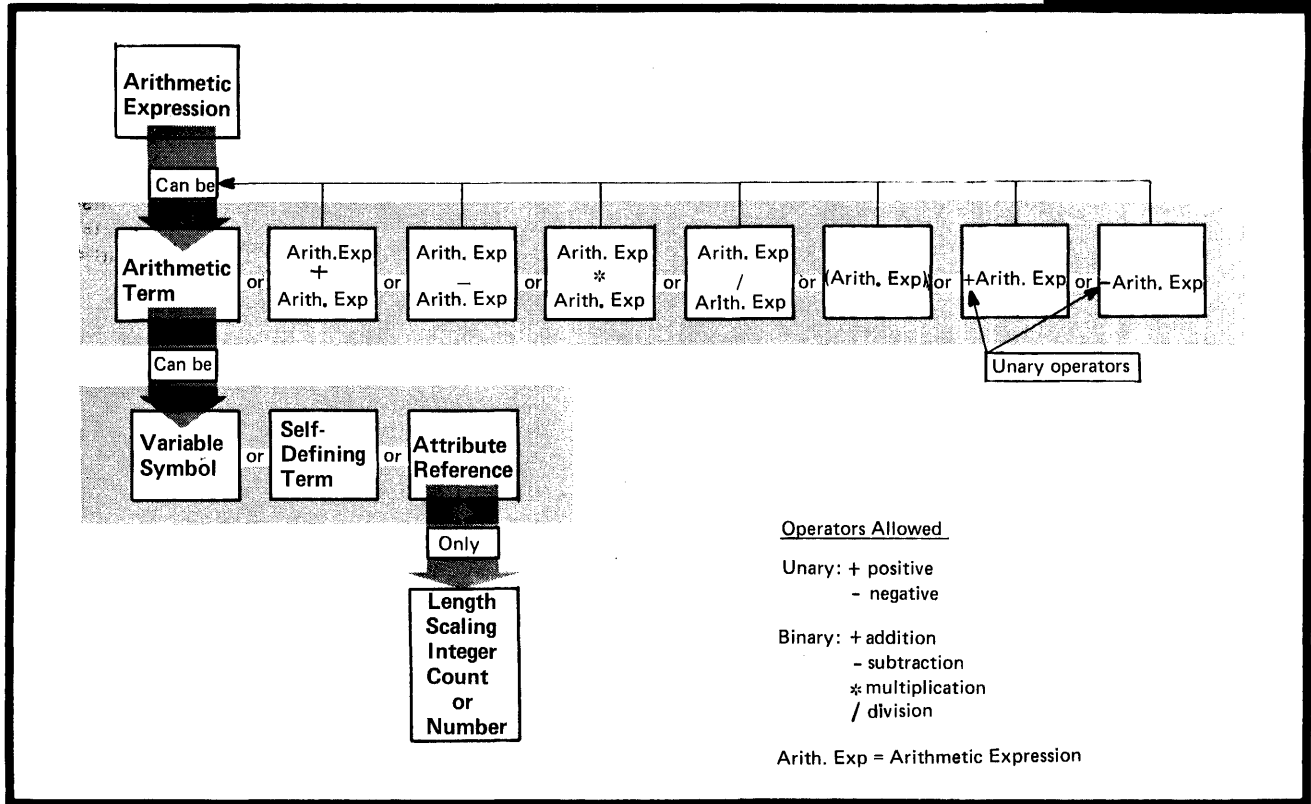 Arithmetic
Expression
Can be
Arithmetic
Term
or
Arith.Exp
+
Arith. Exp
or
Arith. Exp
–
Arith. Exp
or
Arith. Exp
*
Arith. Exp
or
Arith. Exp
/
Arith. Exp
or
(Arith. Exp)
or
+Arith. Exp
or
–Arith. Exp
Unary operators
Can be
Variable
Symbol
or
Self-
Defining
Term
or
Attribute
Reference
Only
Length
Scaling
Integer
Count
or
Number
Operators Allowed
Unary: + positive
– negative
Binary: + addition
– subtraction
* multiplication
/ division
Arith. Exp = Arithmetic Expression